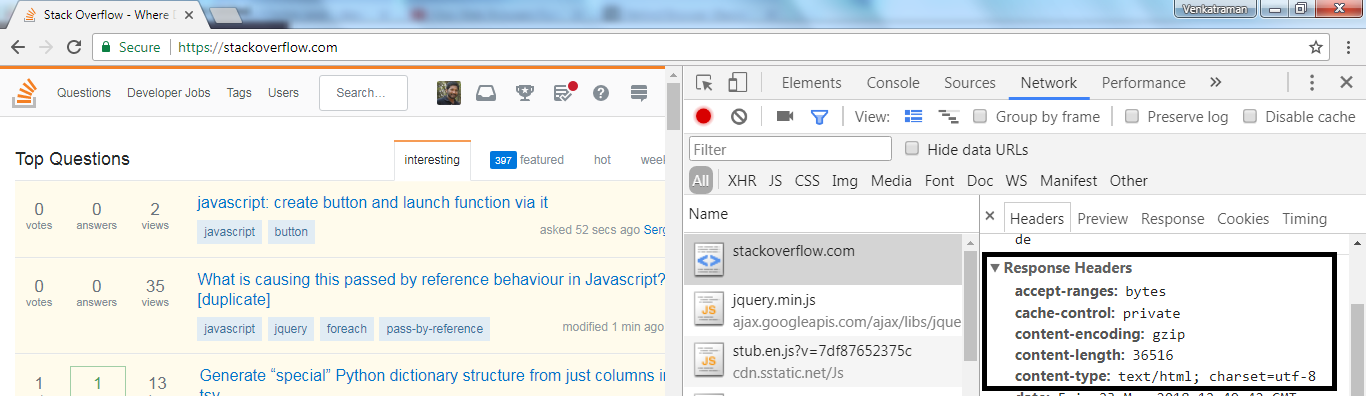 Stack Overflow - Where
Venkatraman
Secure https://stackoverflow.com
Questions Developer Jobs Tags Users Search...
Top Questions interesting 397 featured hot week
0 0 2 javascript: create button and launch function via it
votes answers views
javascript button asked 52 secs ago Serg
0 0 35 What is causing this passed by reference behaviour in Javascript?
votes answers views [duplicate]
javascript jquery foreach pass-by-reference modified 1 min ago
1 1 13 Generate “special” Python dictionary structure from just columns in
tsv
Elements Console Sources Network Performance »
View: Group by frame Preserve log Disable cache
Filter Hide data URLs
All XHR JS CSS Img Media Font Doc WS Manifest Other
Name
stackoverflow.com
jquery.min.js
ajax.googleapis.com/ajax/libs/jque
stub.en.js?v=7df87652375c
cdn.sstatic.net/Js
Headers Preview Response Cookies Timing
de
Response Headers
accept-ranges: bytes
cache-control: private
content-encoding: gzip
content-length: 36516
content-type: text/html; charset=utf-8